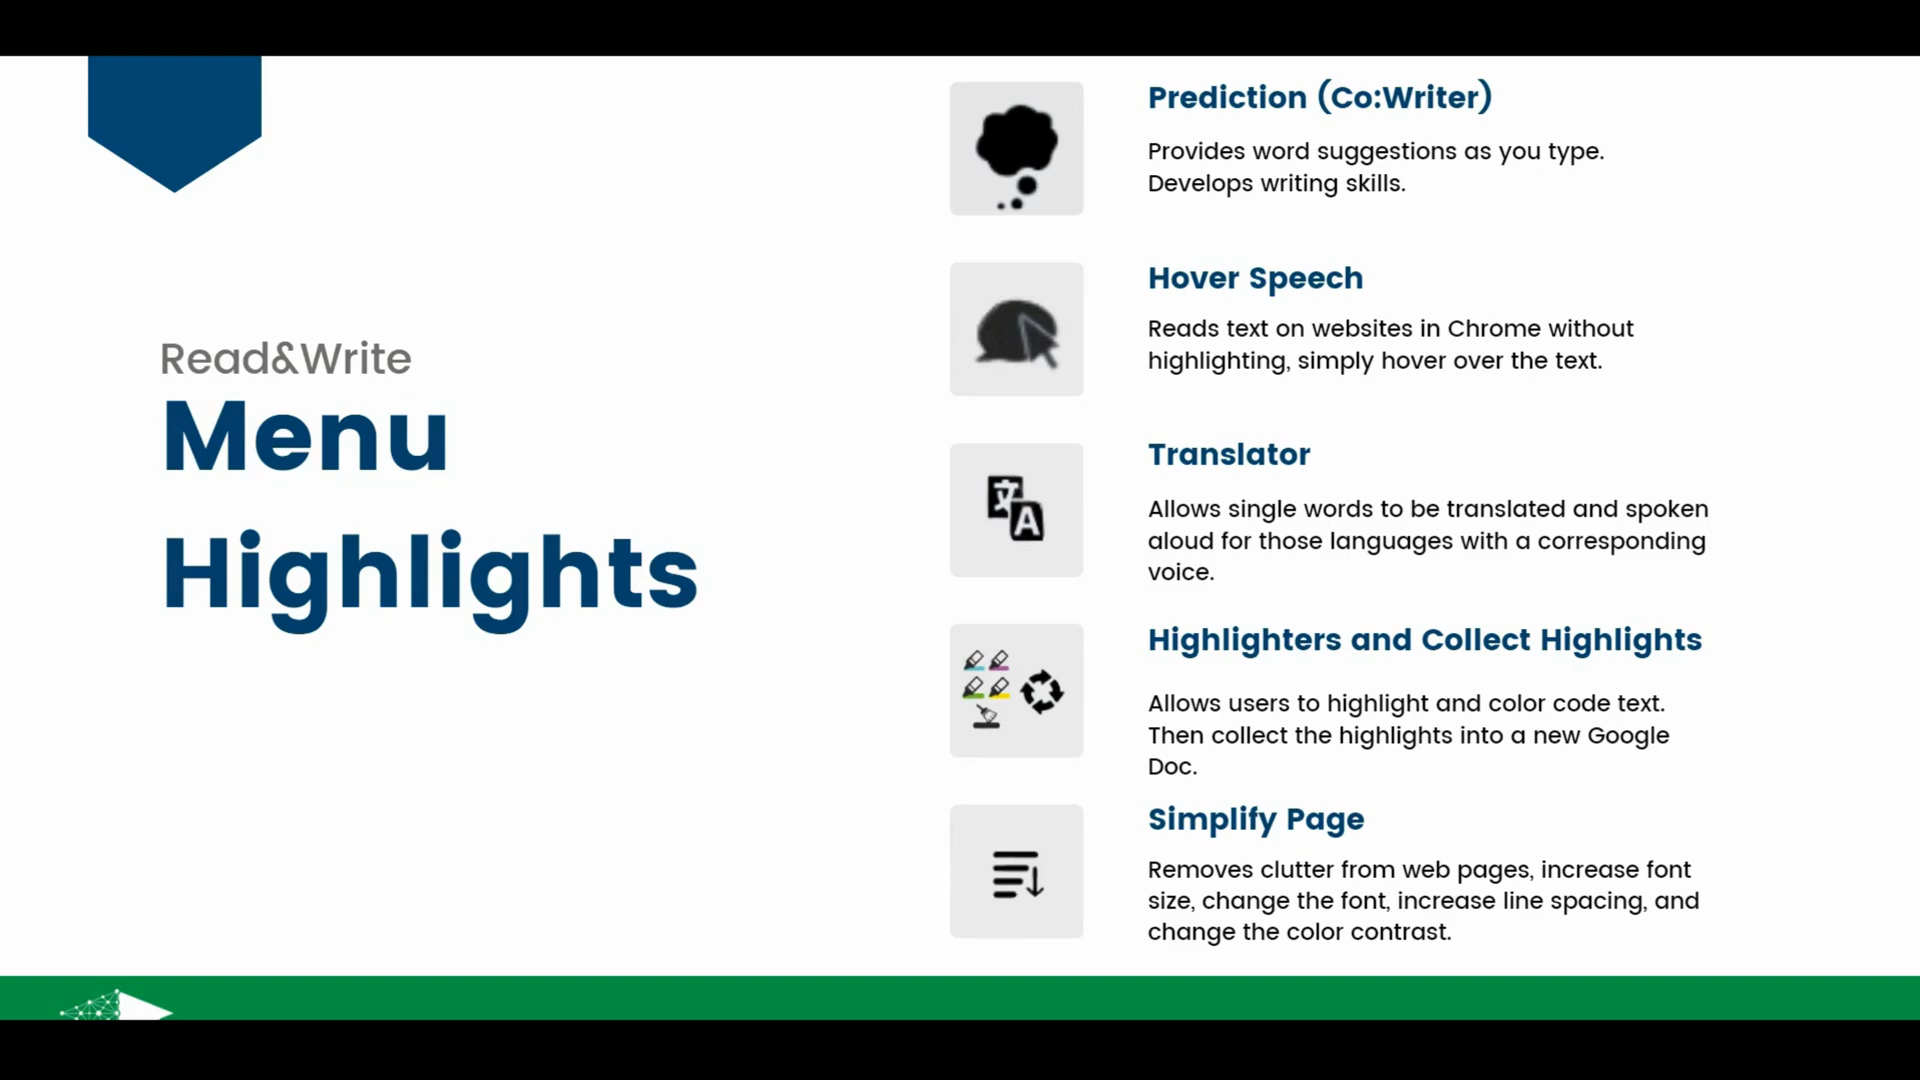 Read&Write
Menu
Highlights
Prediction (Co:Writer)
Provides word suggestions as you type.
Develops writing skills.
Hover Speech
Reads text on websites in Chrome without
highlighting, simply hover over the text.
文
A
Translator
Allows single words to be translated and spoken
aloud for those languages with a corresponding
voice.
Highlighters and Collect Highlights
Allows users to highlight and color code text.
Then collect the highlights into a new Google
Doc.
Simplify Page
Removes clutter from web pages, increase font
size, change the font, increase line spacing, and
change the color contrast.